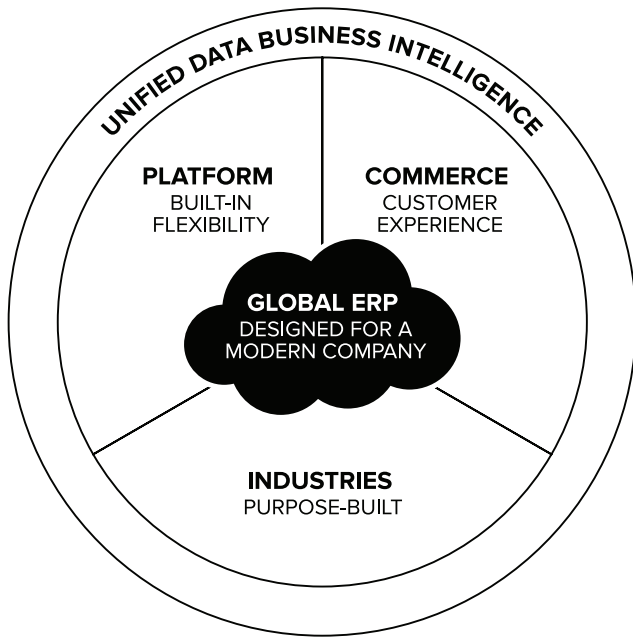 UNIFIED DATA BUSINESS INTELLIGENCE
PLATFORM
BUILT-IN
FLEXIBILITY
COMMERCE
CUSTOMER
EXPERIENCE
GLOBAL ERP
DESIGNED FOR A
MODERN COMPANY
INDUSTRIES
PURPOSE-BUILT